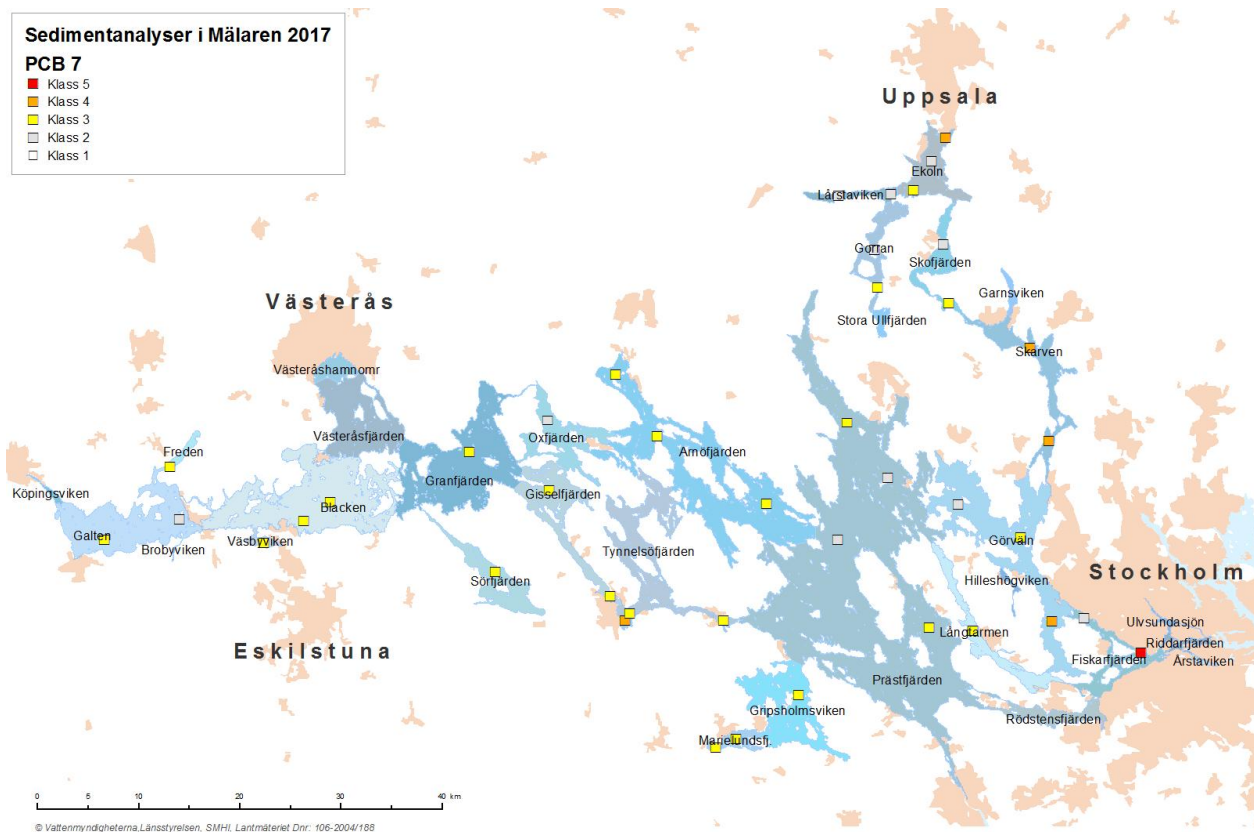 Sedimentanalyser i Mälaren 2017
PCB 7
Klass 5
Klass 4
Klass 3
Klass 2
Klass 1
Uppsala
Ekoln
Lårstaviken
Gorran
Skofjärden
Garnsviken
Stora Ullfjärden
Skarven
Västerås
Västeråshamnomr
Västeråsfjärden
Freden
Oxfjärden
Arnöfjärden
Granfjärden
Gisselfjärden
Köpingsviken
Blacken
Galten
Brobyviken
Väsbyviken
Tynnelsöfjärden
Görväln
Sörfjärden
Hilleshögviken
Stockholm
Ulvsundasjön
Långtarmen
Riddarfjärden
Eskilstuna
Fiskarfjärden
Årstaviken
Prästfjärden
Gripsholmsviken
Rödstensfjärden
Marielundsfj.
0 5 10 20 30 40 km
© Vattenmyndigheterna,Länsstyrelsen, SMHI, Lantmäteriet Dnr: 106-2004/188